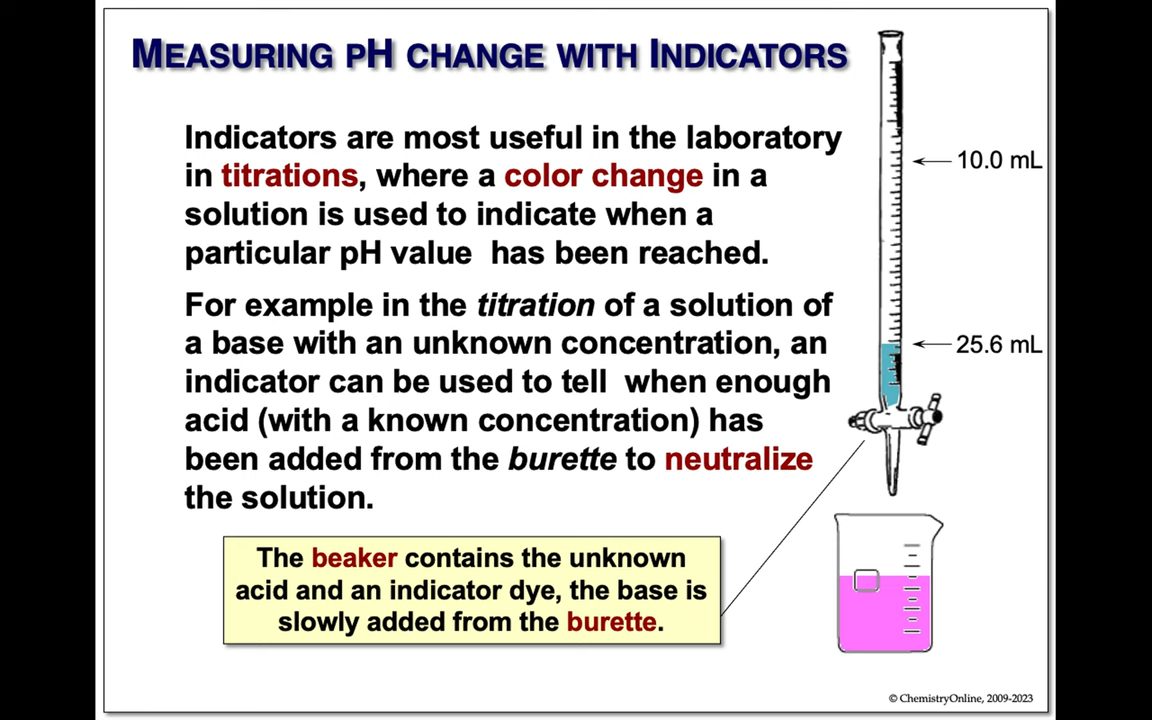 MEASURING PH CHANGE WITH INDICATORS
Indicators are most useful in the laboratory
in titrations, where a color change in a
solution is used to indicate when a
particular pH value has been reached.
For example in the titration of a solution of
a base with an unknown concentration, an
indicator can be used to tell when enough
acid (with a known concentration) has
been added from the burette to neutralize
the solution.
The beaker contains the unknown
acid and an indicator dye, the base is
slowly added from the burette.
10.0 mL
25.6 mL
© ChemistryOnline, 2009-2023